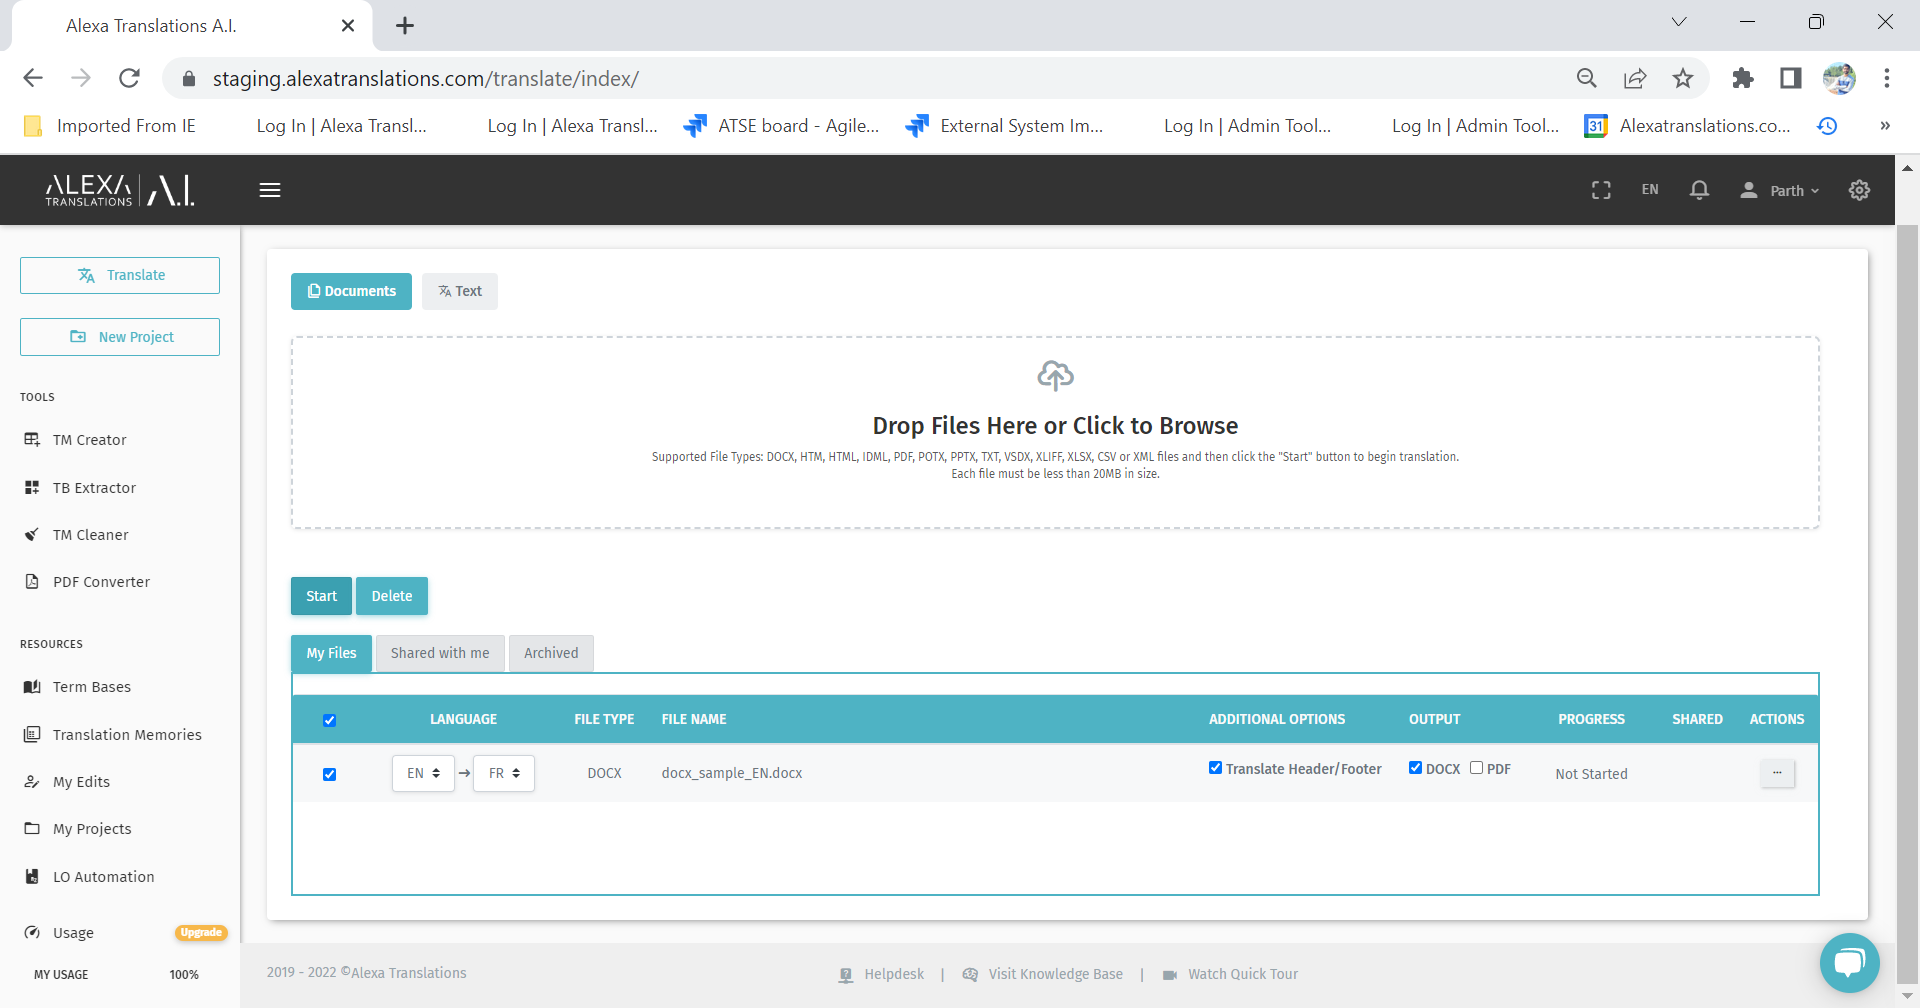 Alexa Translations A.I.
staging.alexatranslations.com/translate/index/
Imported From IE
Log In | Alexa Transl...
Log In | Alexa Transl...
ATSE board - Agile...
External System Im...
Log In | Admin Tool...
Log In | Admin Tool...
31
Alexatranslations.co...
»
ALEXA TRANSLATIONS | A.I.
EN
Parth
Translate
New Project
TOOLS
TM Creator
TB Extractor
TM Cleaner
PDF Converter
RESOURCES
Term Bases
Translation Memories
My Edits
My Projects
LO Automation
Usage
Upgrade
MY USAGE 100%
Documents
Text
Drop Files Here or Click to Browse
Supported File Types: DOCX, HTM, HTML, IDML, PDF, POTX, PPTX, TXT, VSDX, XLIFF, XLSX, CSV or XML files and then click the "Start" button to begin translation.
Each file must be less than 20MB in size.
Start
Delete
My Files
Shared with me
Archived
LANGUAGE FILE TYPE FILE NAME ADDITIONAL OPTIONS OUTPUT PROGRESS SHARED ACTIONS
EN → FR DOCX docx_sample_EN.docx Translate Header/Footer DOCX PDF Not Started ...
2019 - 2022 ©Alexa Translations
Helpdesk | Visit Knowledge Base | Watch Quick Tour